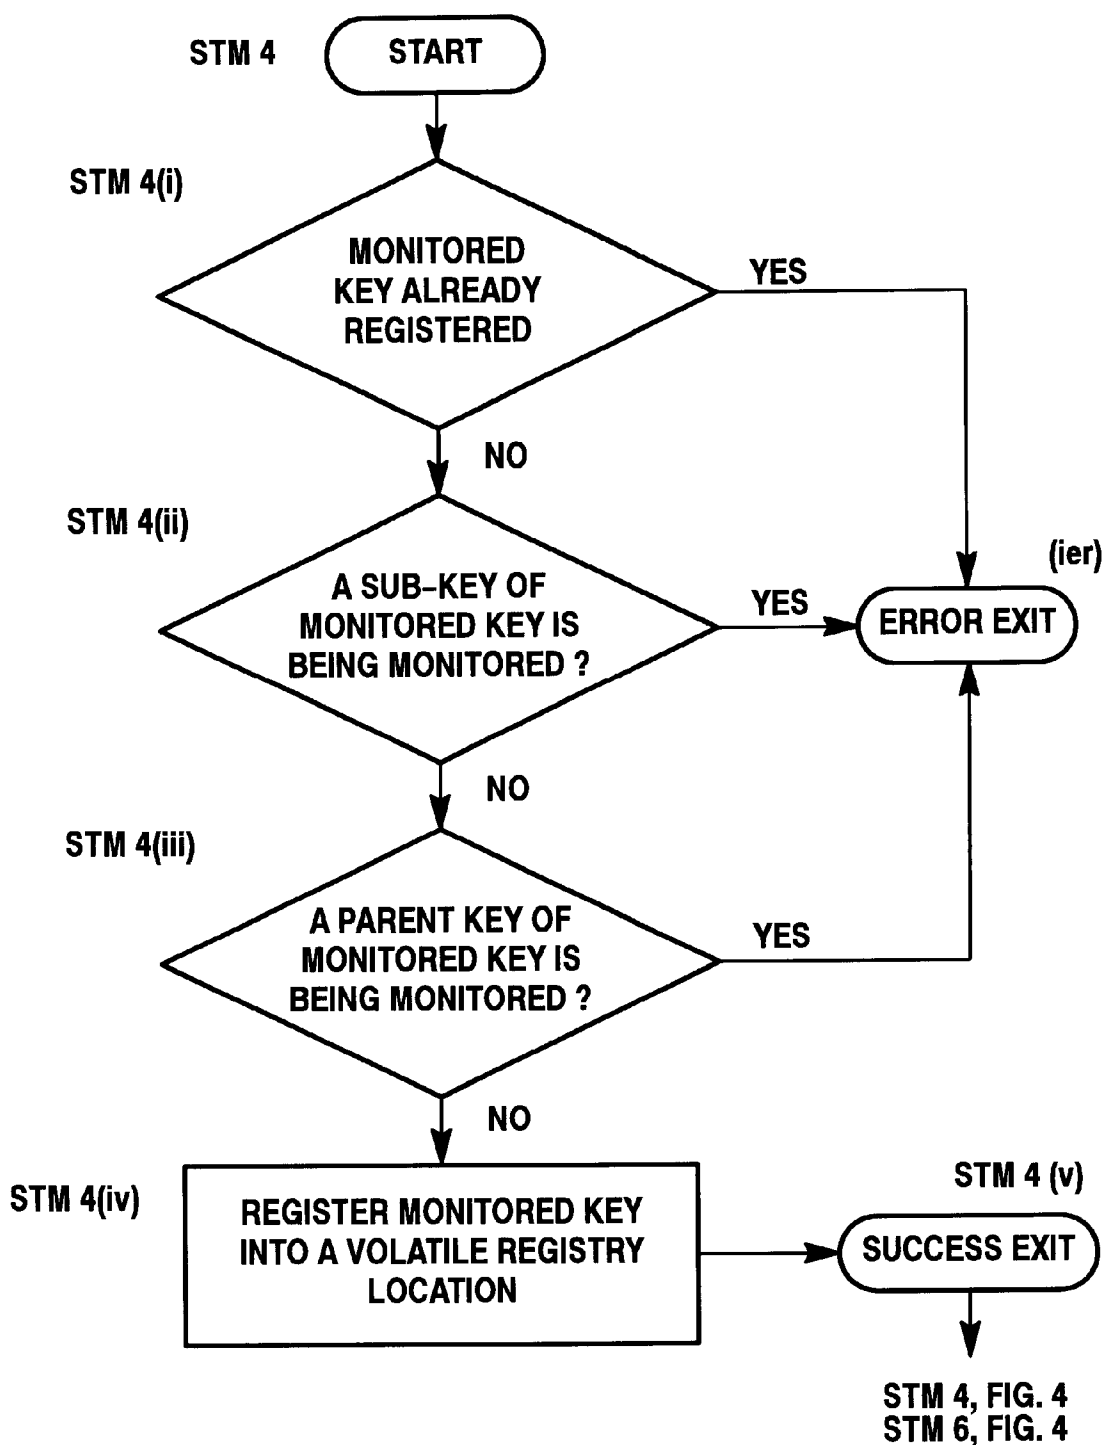 STM 4
START
STM 4(i)
MONITORED
KEY ALREADY
REGISTERED
YES
NO
STM 4(ii)
A SUB-KEY OF
MONITORED KEY IS
BEING MONITORED ?
YES
(ier)
ERROR EXIT
NO
STM 4(iii)
A PARENT KEY OF
MONITORED KEY IS
BEING MONITORED ?
YES
NO
STM 4(iv)
REGISTER MONITORED KEY
INTO A VOLATILE REGISTRY
LOCATION
STM 4 (v)
SUCCESS EXIT
STM 4, FIG. 4
STM 6, FIG. 4